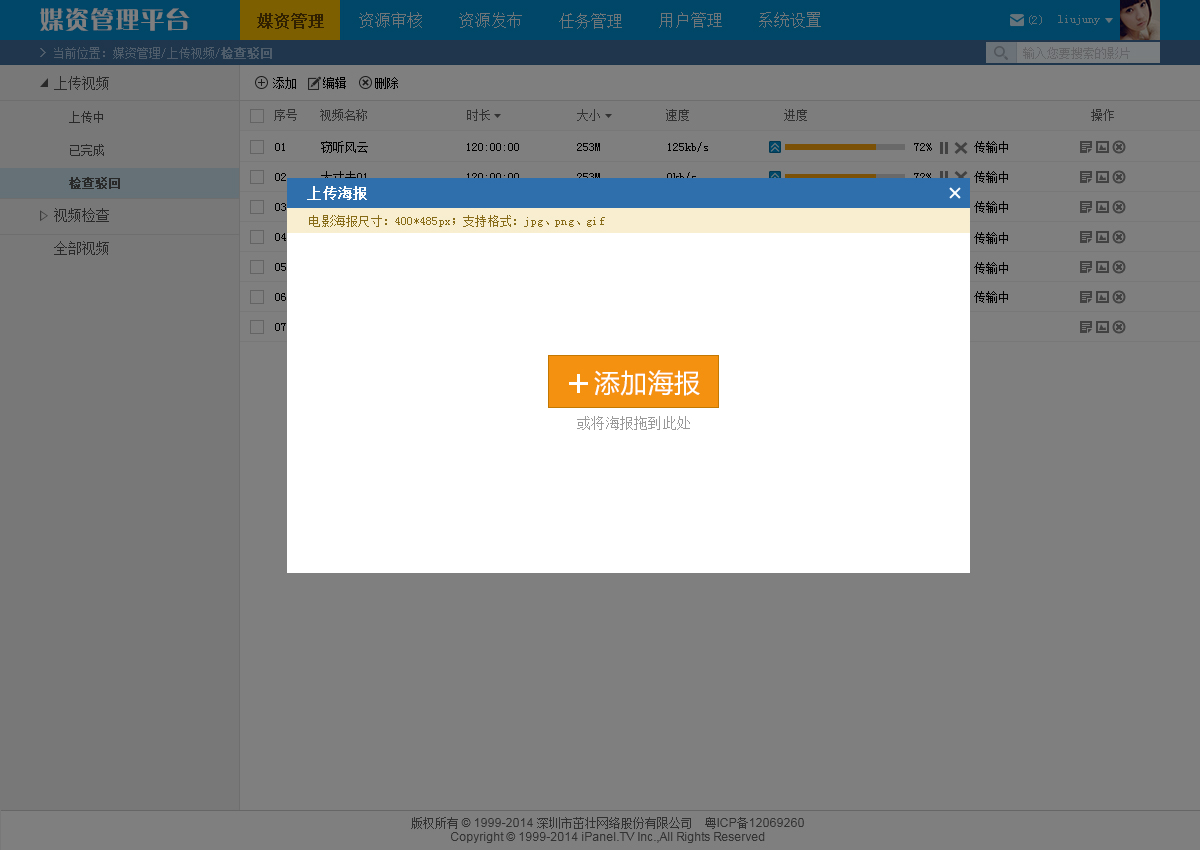 媒资管理平台
媒资管理 资源审核 资源发布 任务管理 用户管理 系统设置 (2) liujuny
当前位置: 媒资管理/上传视频/检查驳回 输入您要搜索的影片
上传视频
上传中
已完成
检查驳回
视频检查
全部视频
添加 编辑 删除
序号 视频名称 时长 大小 速度 进度 操作
01 窃听风云 120:00:00 253M 125kb/s 72% 传输中
02 120:00:00 253M 0kb/s 72% 传输中
03 传输中
04 传输中
05 传输中
06 传输中
07
上传海报
电影海报尺寸: 400*485px; 支持格式: jpg、png、gif
+添加海报
或将海报拖到此处
版权所有 © 1999-2014 深圳市茁壮网络股份有限公司 粤ICP备12069260
Copyright © 1999-2014 iPanel.TV Inc.,All Rights Reserved